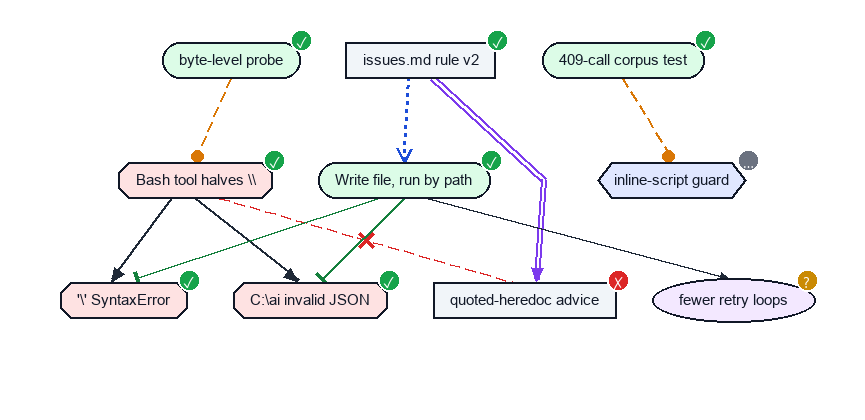 byte-level probe
✓
issues.md rule v2
✓
409-call corpus test
✓
Bash tool halves \\
✓
Write file, run by path
✓
inline-script guard
...
'\' SyntaxError
✓
C:\ai invalid JSON
✓
quoted-heredoc advice
X
fewer retry loops
?